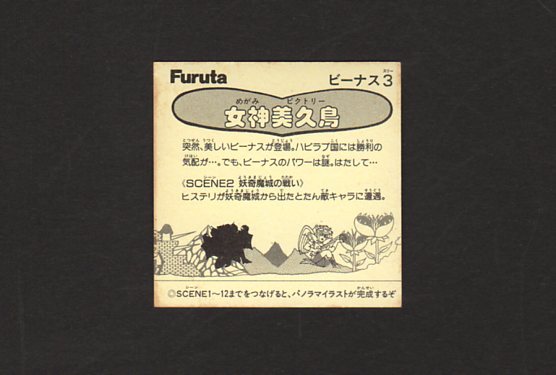 Furuta
ビーナス3
女神美久鳥
突然、美しいビーナスが登場。ハピラブ国には勝利の
気配が…。でも、ビーナスのパワーは謎。はたして…
《SCENE2 妖奇魔城の戦い》
ヒステリが妖奇魔城から出たとたん敵キャラに遭遇。
◎SCENE1〜12までをつなげると、パノラマイラストが完成するぞ